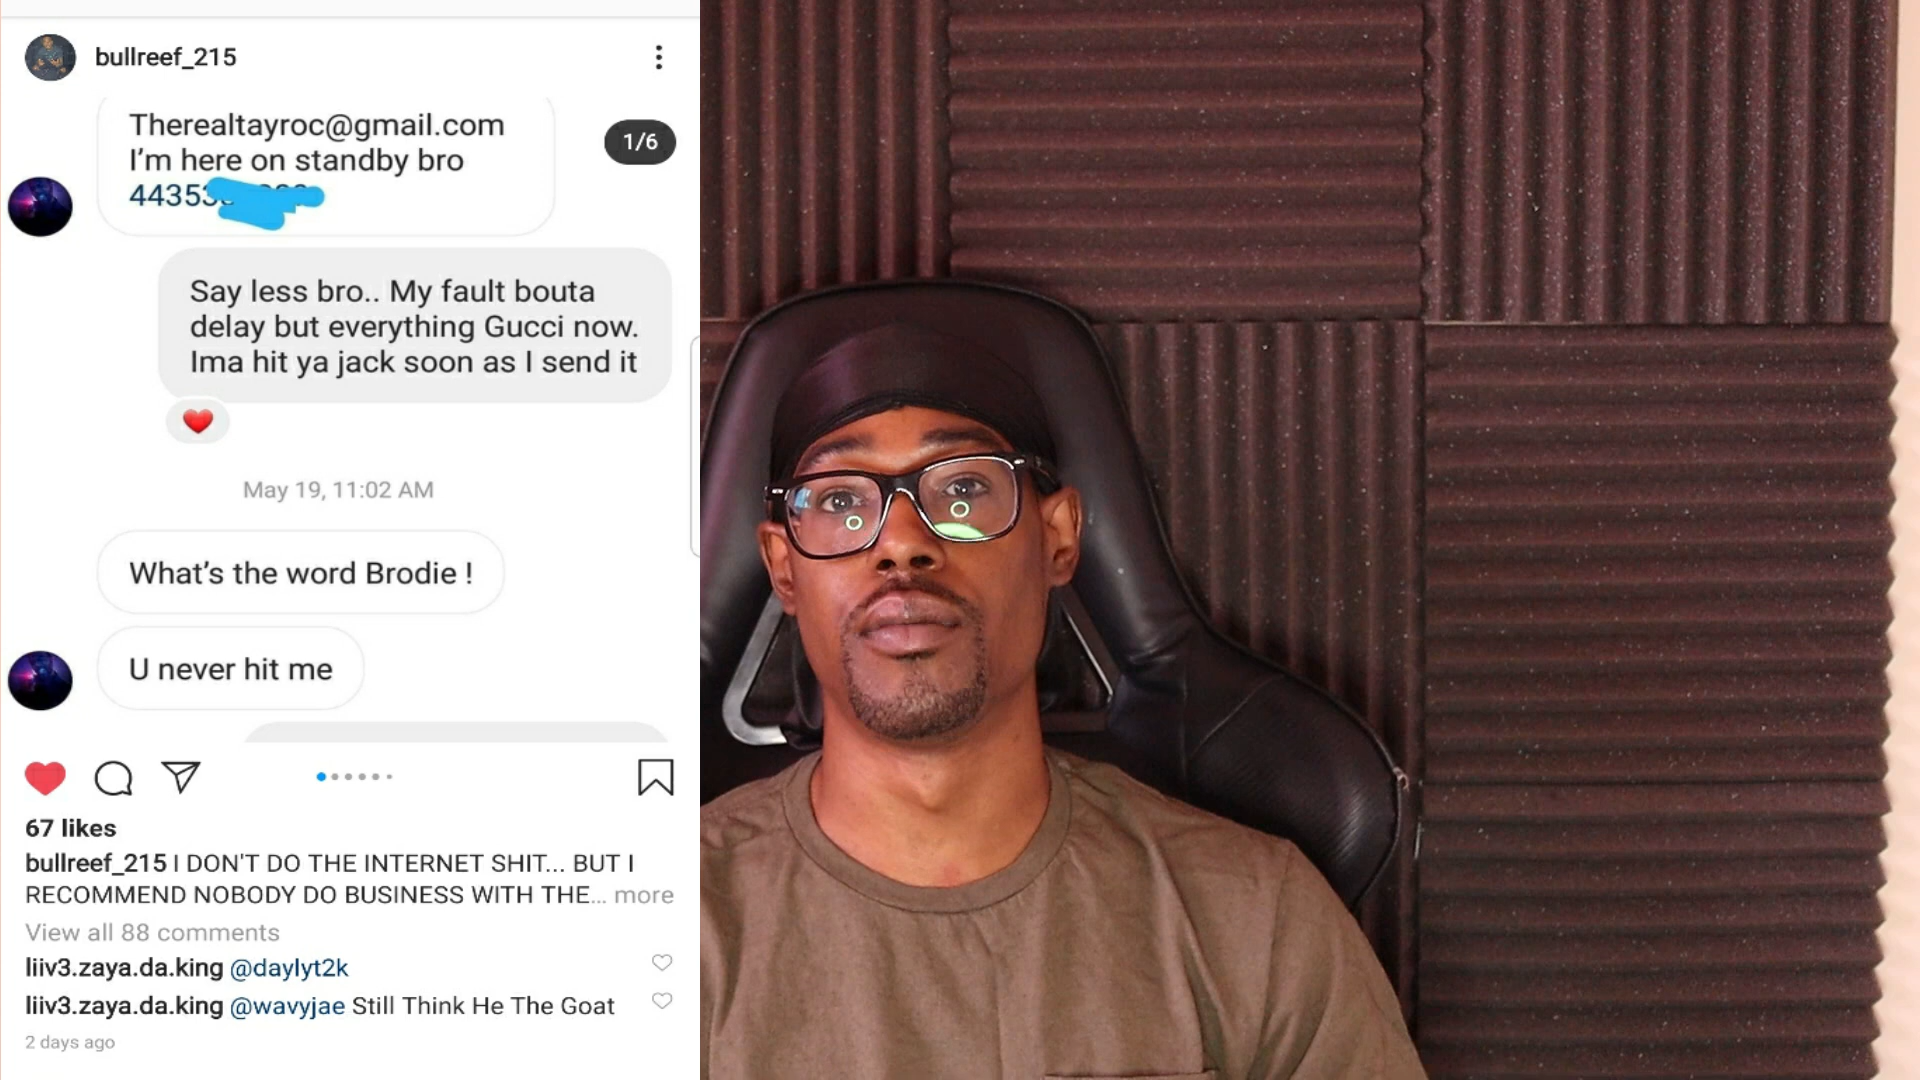 bullreef_215
Therealtayroc@gmail.com
1/6
I'm here on standby bro
44353
Say less bro.. My fault bouta
delay but everything Gucci now.
Ima hit ya jack soon as I send it
May 19, 11:02 AM
What's the word Brodie !
U never hit me
67 likes
bullreef_215 I DON'T DO THE INTERNET SHIT... BUT I
RECOMMEND NOBODY DO BUSINESS WITH THE... more
View all 88 comments
liiv3.zaya.da.king @daylyt2k
liiv3.zaya.da.king @wavyjae Still Think He The Goat
2 days ago